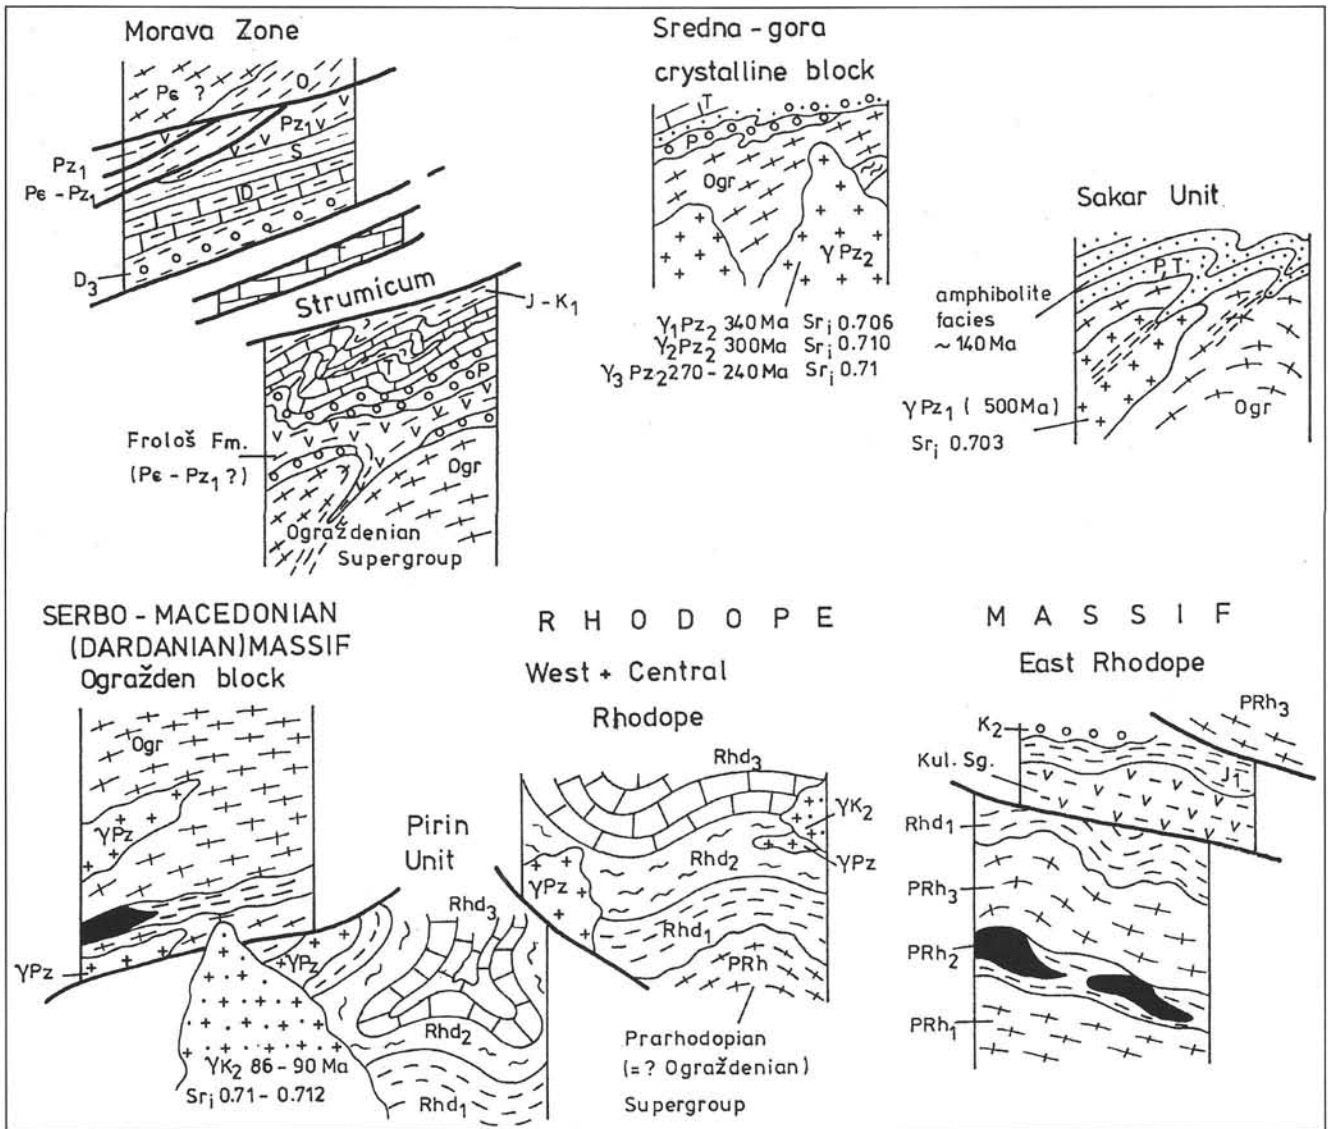 Morava Zone
Pϵ ?
O
Pz₁
V
S
D
Pz₁
Pϵ - Pz₁
D₃
Strumicum
J - K₁
T
P
Frološ Fm.
(Pϵ - Pz₁ ?)
Ogr
Ograždenian
Supergroup
Sredna - gora
crystalline block
T
P
Ogr
γPz₂
γ₁Pz₂ 340 Ma Srᵢ 0.706
γ₂Pz₂ 300Ma Srᵢ 0.710
γ₃ Pz₂ 270 - 240 Ma Srᵢ 0.71
Sakar Unit
P T
amphibolite
facies
~ 140 Ma
γPz₁ ( 500Ma)
Srᵢ 0.703
Ogr
SERBO - MACEDONIAN
(DARDANIAN)MASSIF
Ogražden block
Ogr
γPz
γPz
Pirin
Unit
γPz
Rhd₃
Rhd₂
Rhd₁
γK₂ 86 - 90 Ma
Srᵢ 0.71 - 0.712
R H O D O P E M A S S I F
West + Central
Rhodope
Rhd₃
γK₂
γPz
Rhd₂
γPz
Rhd₁
PRh
Prarhodopian
(= ? Ograždenian)
Supergroup
East Rhodope
PRh₃
K₂
Kul. Sg.
J₁
Rhd₁
PRh₃
PRh₂
PRh₁